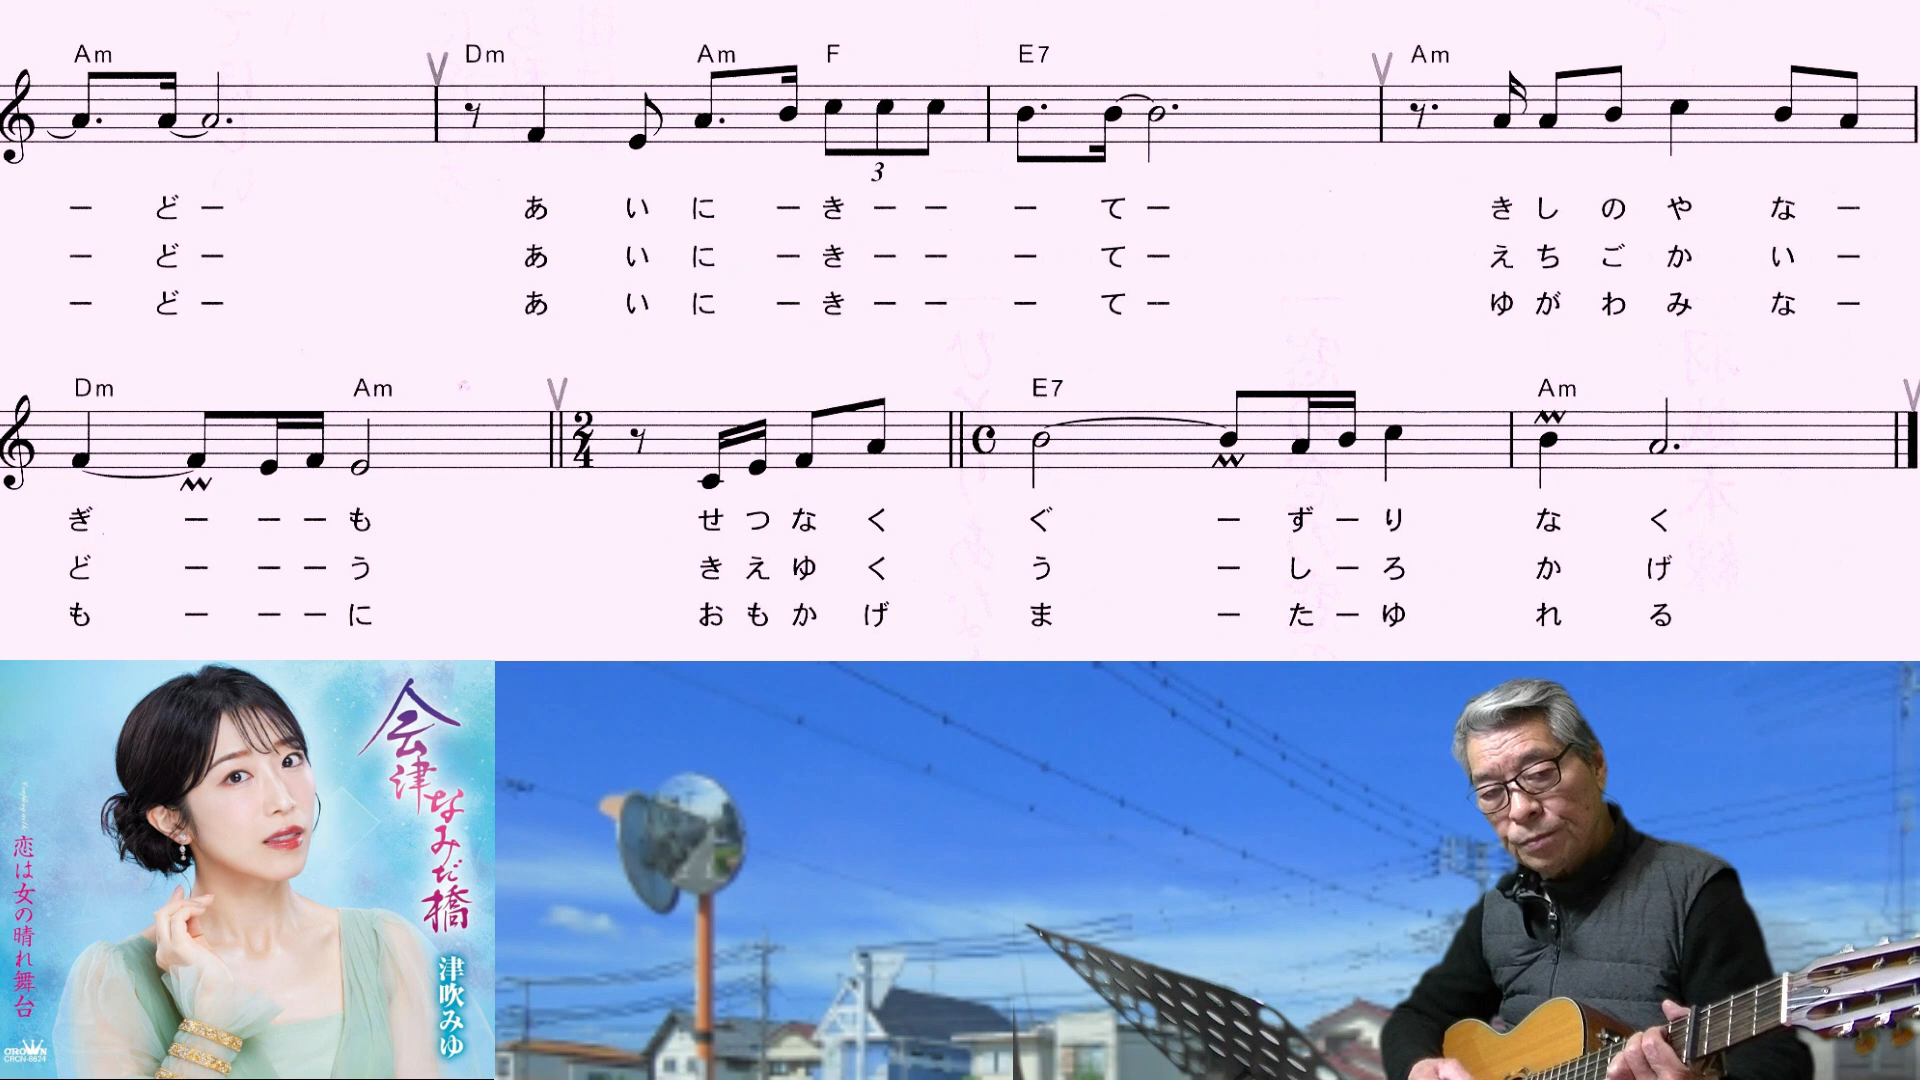 Am Dm Am F E7 Am
3
ー ど ー あ い に ー き ー ー ー て ー き し の や な ー
ー ど ー あ い に ー き ー ー ー て ー え ち ご か い ー
ー ど ー あ い に ー き ー ー ー て ー ゆ が わ み な ー
Dm Am E7 Am
2 4
ぎ ー ー ー も せ つ な く ぐ ー ず ー り な く
ど ー ー ー う き え ゆ く う ー し ー ろ か げ
も ー ー ー に お も か げ ま ー た ー ゆ れ る
会津なみだ橋
津吹みゆ
恋は女の晴れ舞台
CROWN
CRCN-8624